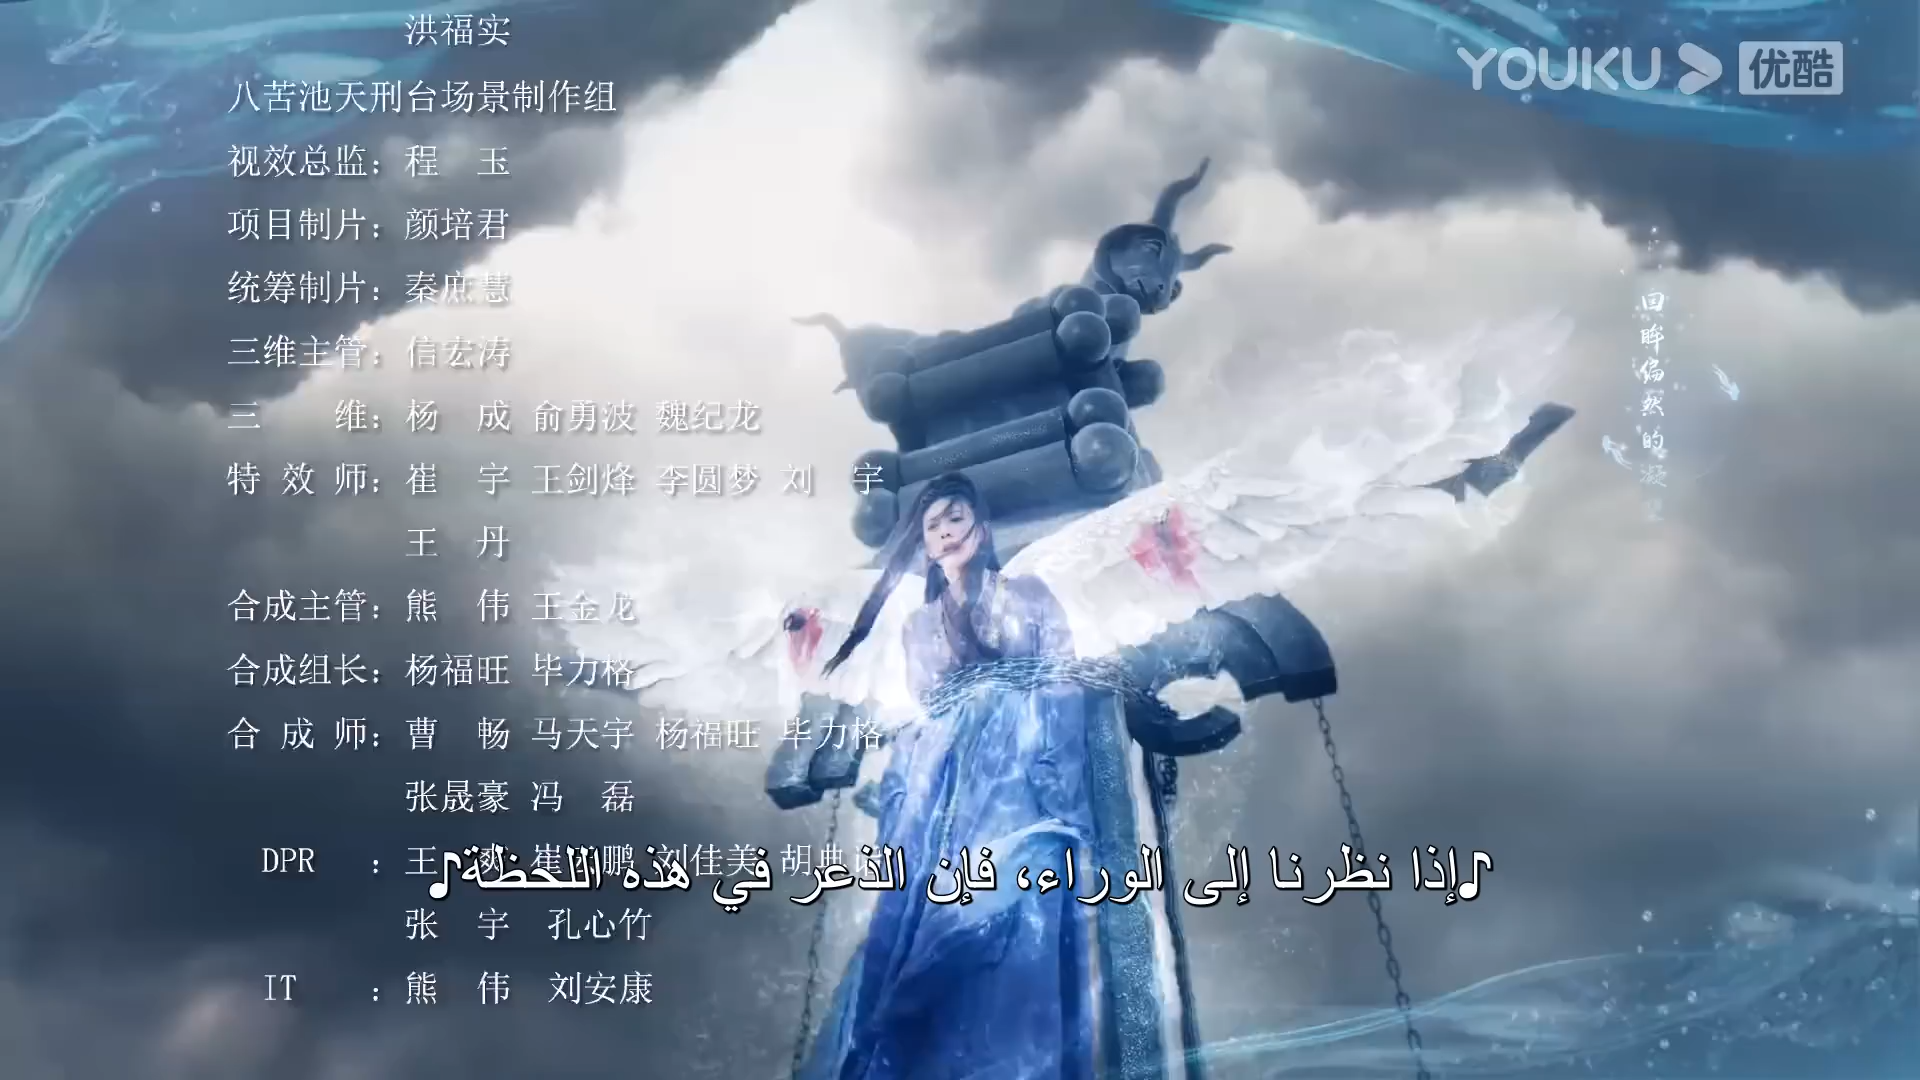 洪福实
YOUKU 优酷
八苦池天刑台场景制作组
视效总监：程 玉
项目制片：颜培君
统筹制片：秦庶慧
三维主管：信宏涛
三 维：杨 成 俞勇波 魏纪龙
特 效 师：崔 宇 王剑烽 李圆梦 刘 宇
王 丹
合成主管：熊 伟 王金龙
合成组长：杨福旺 毕力格
合 成 师：曹 畅 马天宇 杨福旺 毕力格
张晟豪 冯 磊
DPR ：王 刘佳美
♪إذا نظرنا إلى الوراء، فإن الذعر في هذه اللحظة♪
张 宇 孔心竹
IT ：熊 伟 刘安康
回眸偏然的凝